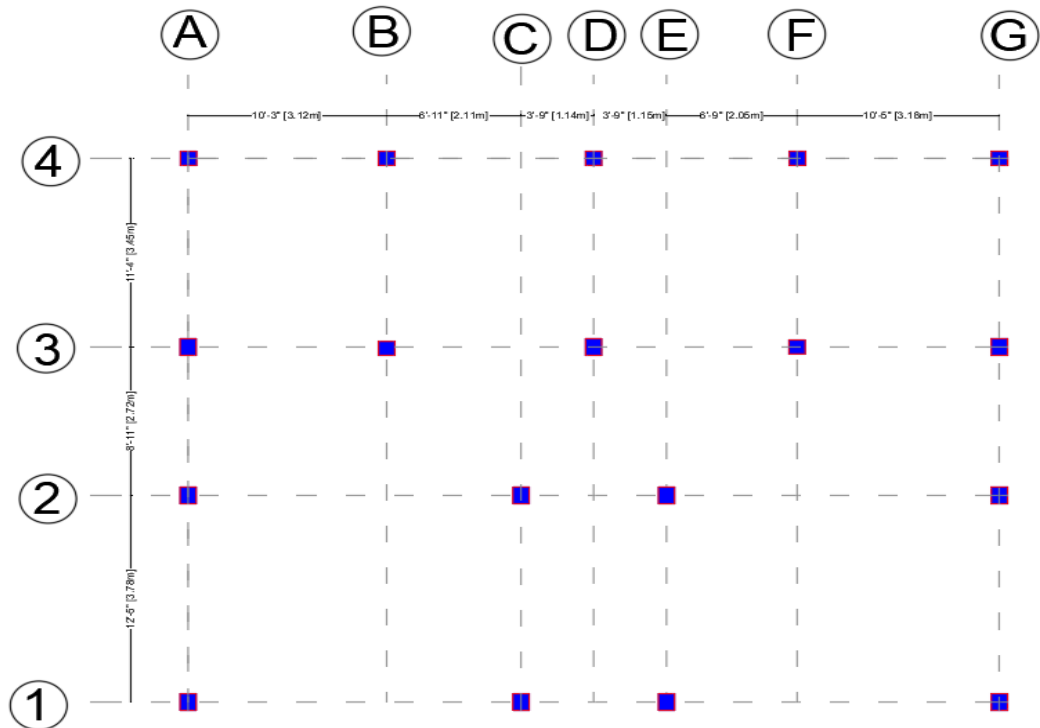 A B C D E F G
10'-3" [3.12m] 6'-11" [2.11m] 3'-9" [1.14m] 3'-9" [1.15m] 6'-9" [2.05m] 10'-5" [3.18m]
4
11'-4" [3.45m]
3
8'-11" [2.72m]
2
12'-5" [3.78m]
1